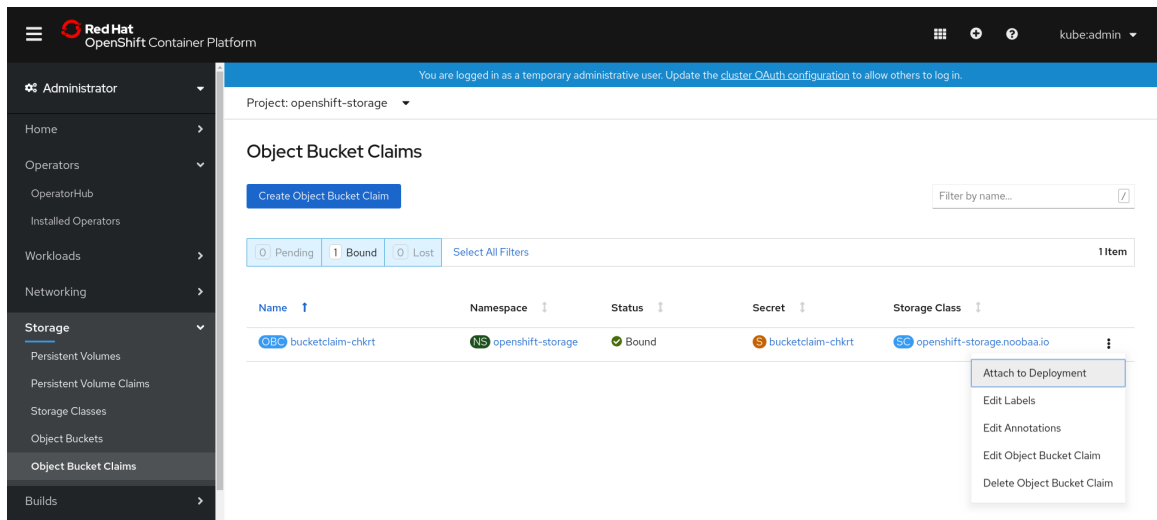 Red Hat
OpenShift Container Platform
kube:admin
You are logged in as a temporary administrative user. Update the cluster OAuth configuration to allow others to log in.
Administrator
Home
Operators
OperatorHub
Installed Operators
Workloads
Networking
Storage
Persistent Volumes
Persistent Volume Claims
Storage Classes
Object Buckets
Object Bucket Claims
Builds
Project: openshift-storage
Object Bucket Claims
Create Object Bucket Claim
Filter by name...
/
0 Pending 1 Bound 0 Lost Select All Filters 1 Item
Name Namespace Status Secret Storage Class
OBC bucketclaim-chkrt NS openshift-storage Bound S bucketclaim-chkrt SC openshift-storage.noobaa.io
Attach to Deployment
Edit Labels
Edit Annotations
Edit Object Bucket Claim
Delete Object Bucket Claim